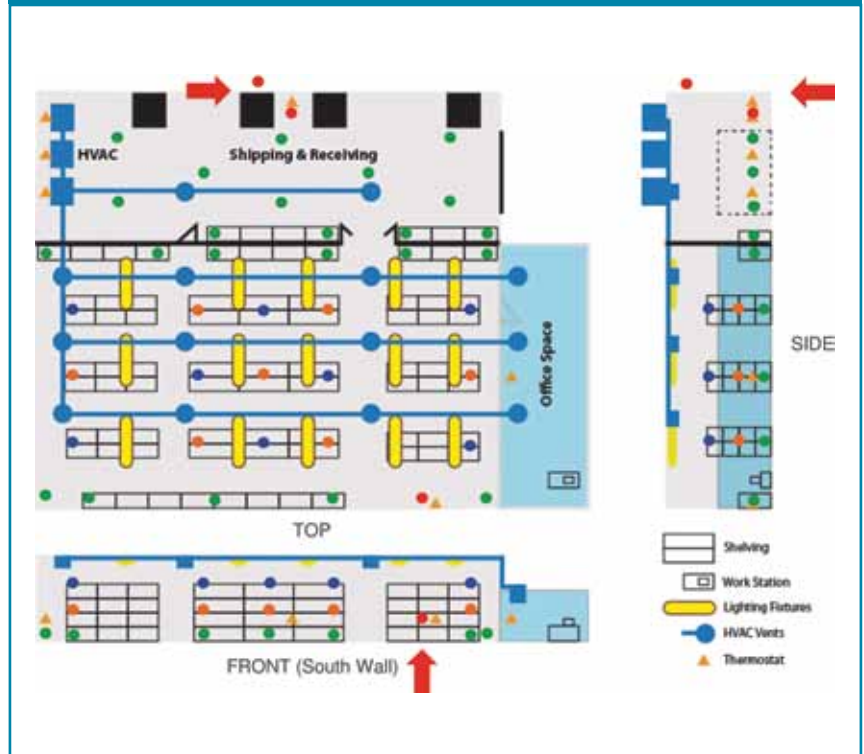 HVAC
Shipping & Receiving
Office Space
SIDE
TOP
FRONT (South Wall)
Shelving
Work Station
Lighting Fixtures
HVAC Vents
Thermostat